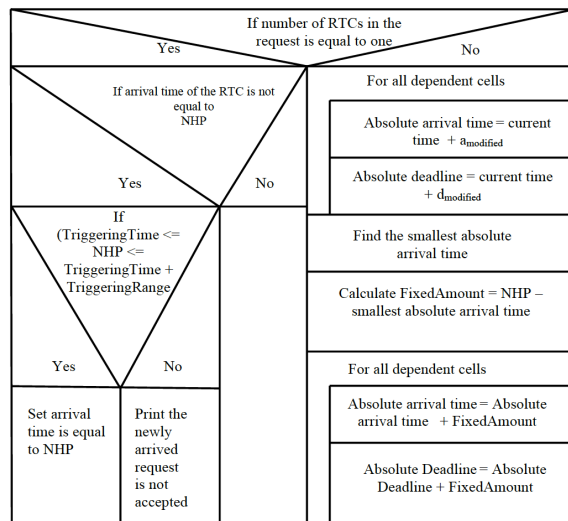 If number of RTCs in the
request is equal to one
Yes
No
If arrival time of the RTC is not
equal to
NHP
Yes
No
If
(TriggeringTime <=
NHP <=
TriggeringTime +
TriggeringRange
Yes
No
Set arrival
time is equal
to NHP
Print the
newly
arrived
request
is not
accepted
For all dependent cells
Absolute arrival time = current
time + amodified
Absolute deadline = current time
+ dmodified
Find the smallest absolute
arrival time
Calculate FixedAmount = NHP –
smallest absolute arrival time
For all dependent cells
Absolute arrival time = Absolute
arrival time + FixedAmount
Absolute Deadline = Absolute
Deadline + FixedAmount